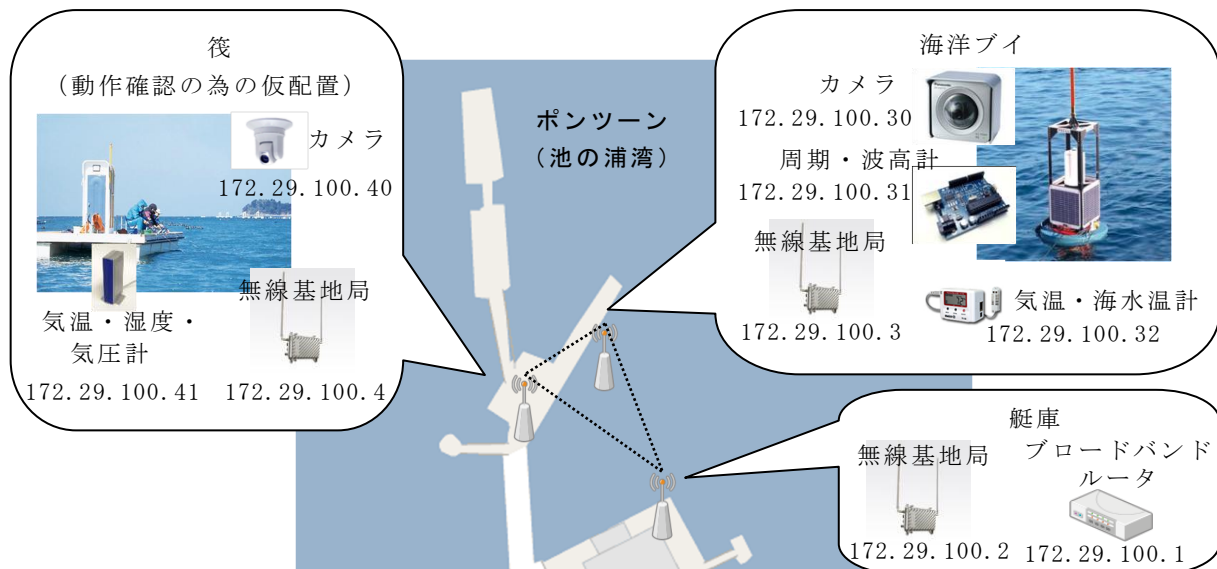 筏
（動作確認の為の仮配置）
カメラ
172.29.100.40
無線基地局
気温・湿度・
気圧計
172.29.100.41
172.29.100.4
ポンツーン
（池の浦湾）
海洋ブイ
カメラ
172.29.100.30
周期・波高計
172.29.100.31
無線基地局
172.29.100.3
気温・海水温計
172.29.100.32
艇庫
無線基地局
ブロードバンド
ルータ
172.29.100.2
172.29.100.1